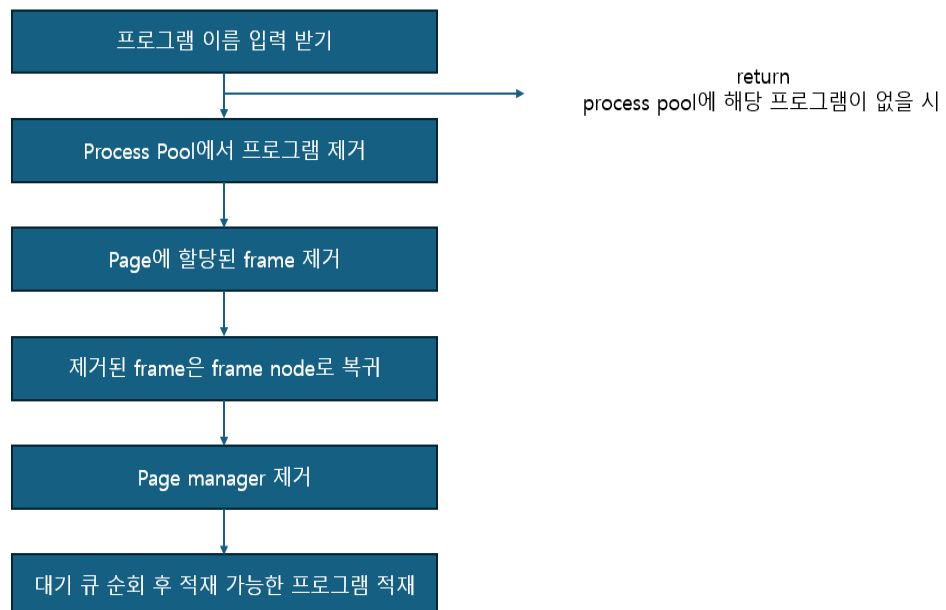 프로그램 이름 입력 받기
return
process pool에 해당 프로그램이 없을 시
Process Pool에서 프로그램 제거
Page에 할당된 frame 제거
제거된 frame은 frame node로 복귀
Page manager 제거
대기 큐 순회 후 적재 가능한 프로그램 적재